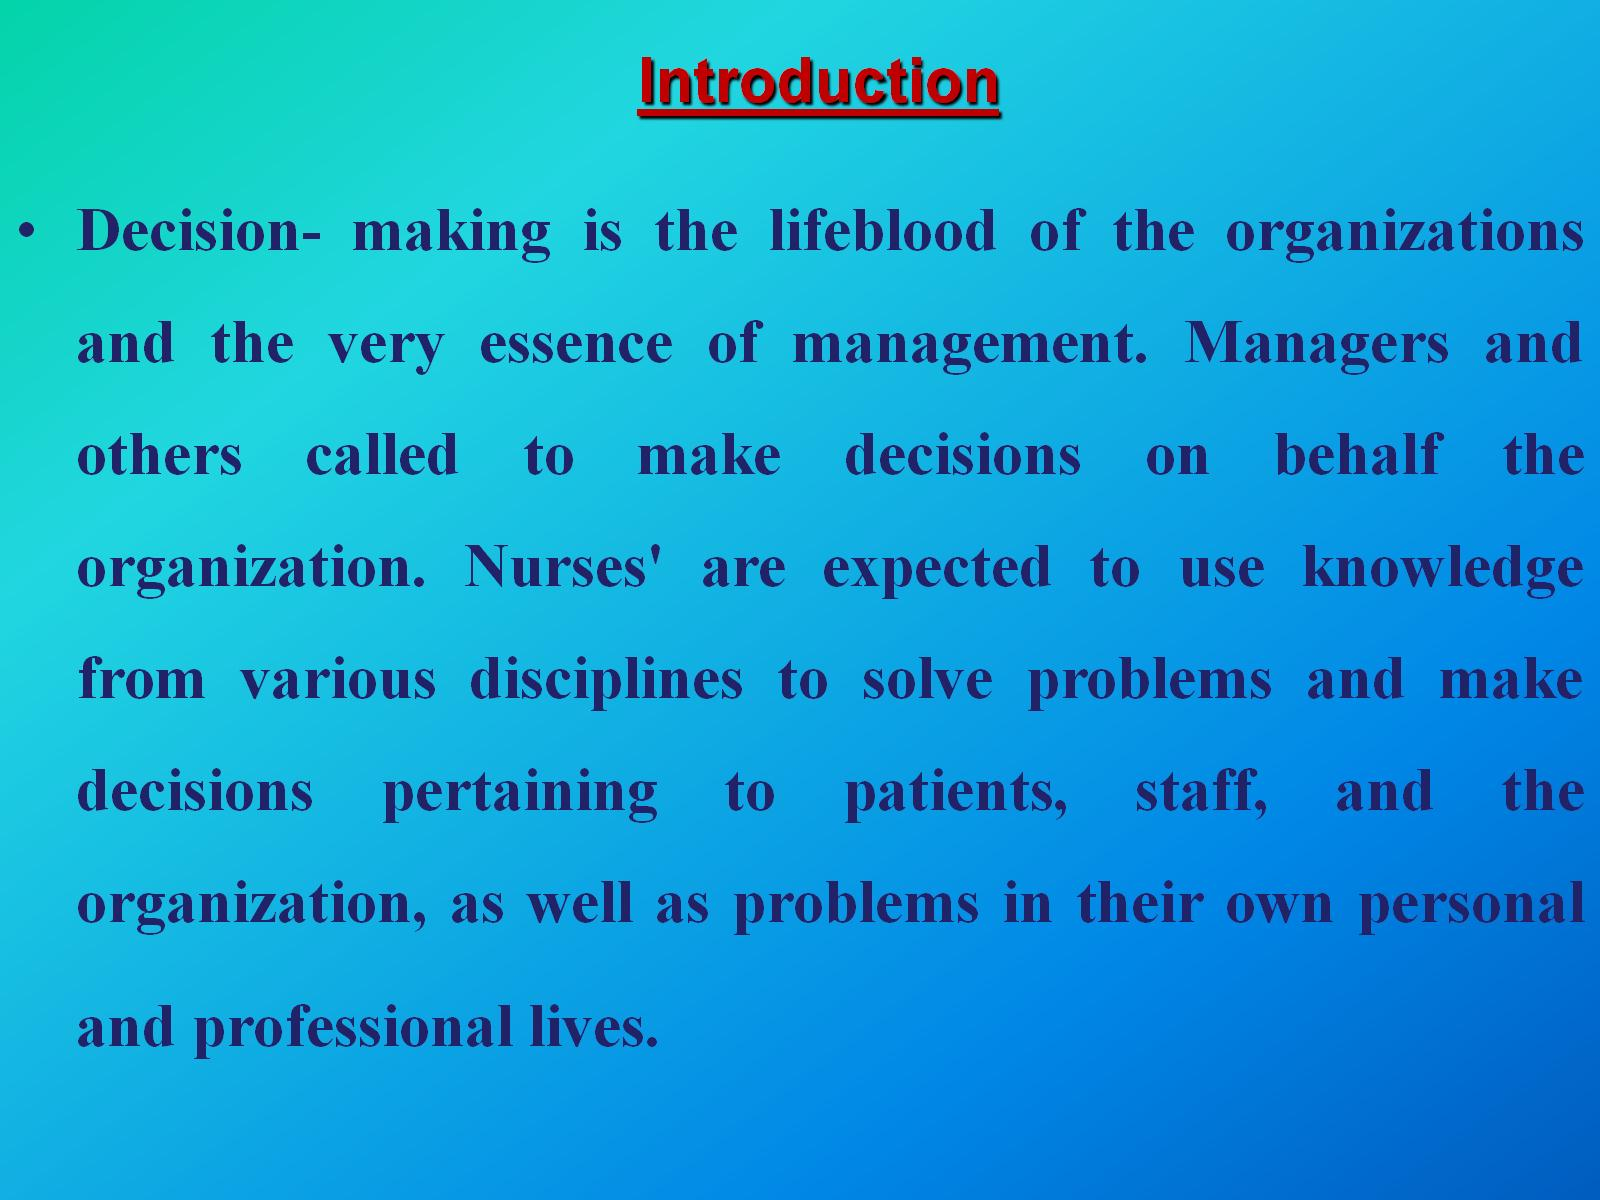 Introduction
• Decision- making is the lifeblood of the organizations
and the very essence of management. Managers and
others called to make decisions on behalf the
organization. Nurses' are expected to use knowledge
from various disciplines to solve problems and make
decisions pertaining to patients, staff, and the
organization, as well as problems in their own personal
and professional lives.